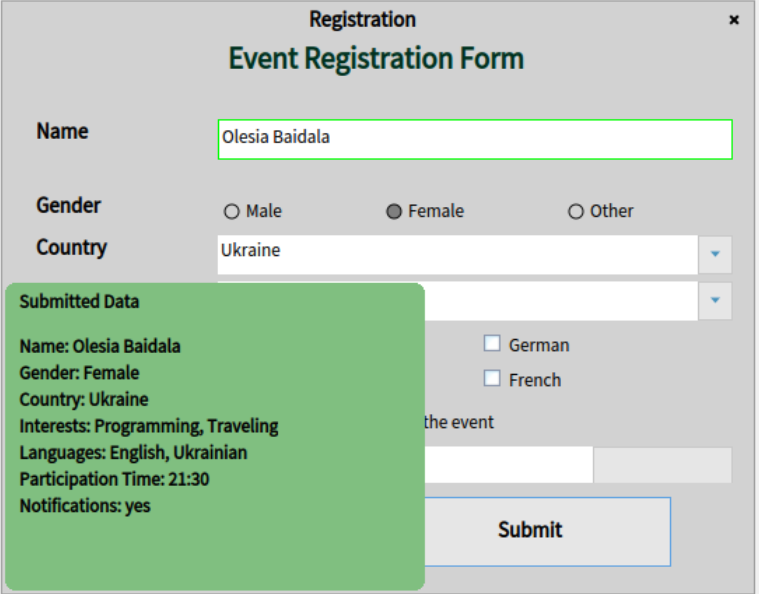 Registration
Event Registration Form
Name
Olesia Baidala
Gender
Male
Female
Other
Country
Ukraine
Submitted Data
Name: Olesia Baidala
Gender: Female
Country: Ukraine
Interests: Programming, Traveling
Languages: English, Ukrainian
Participation Time: 21:30
Notifications: yes
German
French
the event
Submit